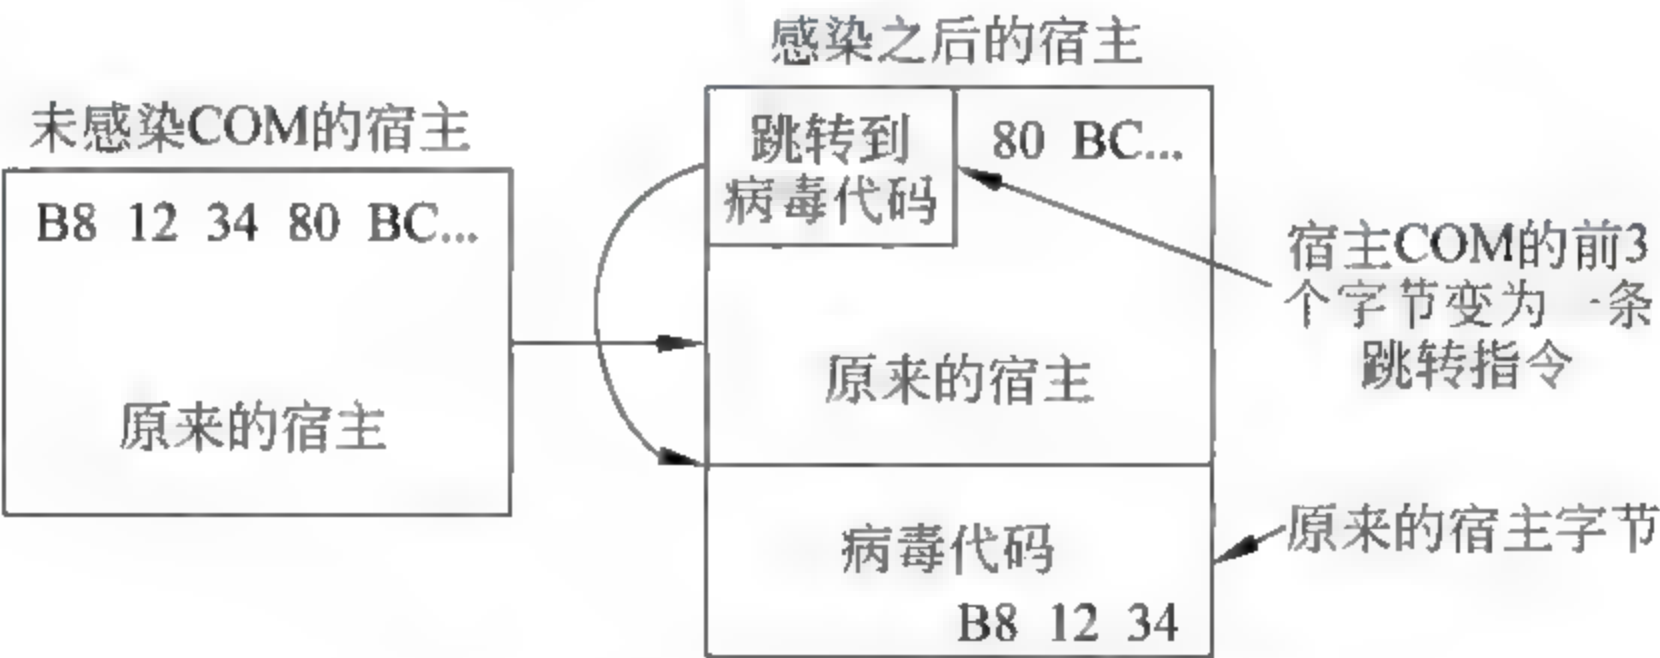 未感染COM的宿主
B8 12 34 80 BC...
原来的宿主
感染之后的宿主
跳转到
病毒代码
80 BC...
原来的宿主
病毒代码
B8 12 34
宿主COM的前3
个字节变为一条
跳转指令
原来的宿主字节